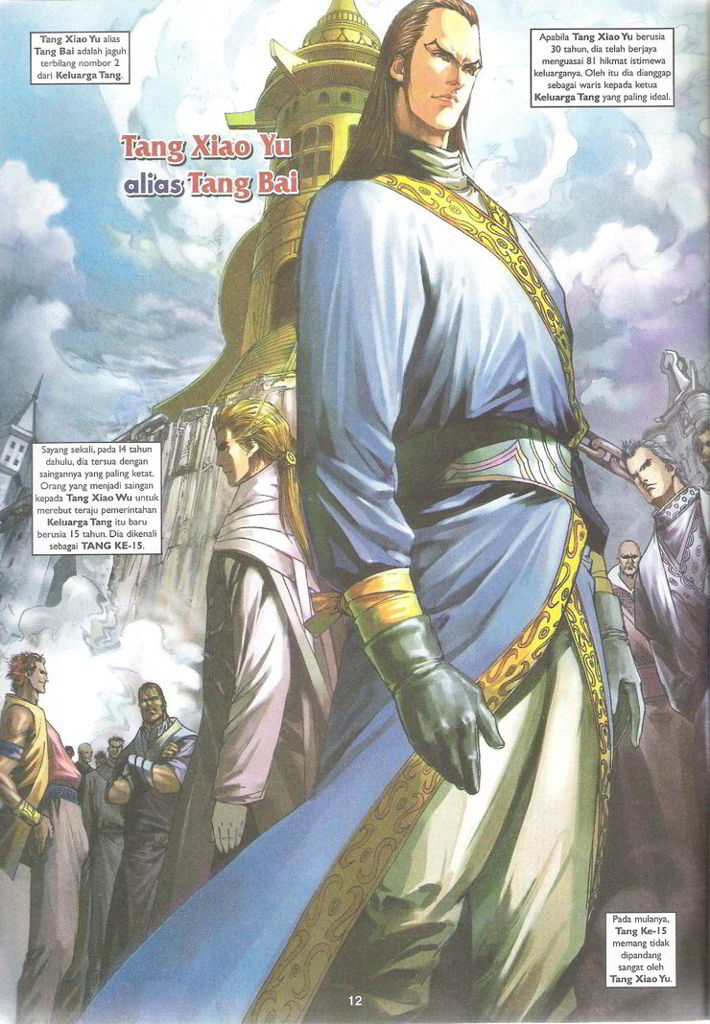 Tang Xiao Yu alias
Tang Bai adalah jaguh
terbilang nombor 2
dari Keluarga Tang.
Apabila Tang Xiao Yu berusia
30 tahun, dia telah berjaya
menguasai 81 hikmat istimewa
keluarganya. Oleh itu dia dianggap
sebagai waris kepada ketua
Keluarga Tang yang paling ideal.
Tang Xiao Yu
alias Tang Bai
Sayang sekali, pada 14 tahun
dahulu, dia tersua dengan
saingannya yang paling ketat.
Orang yang menjadi saingan
kepada Tang Xiao Wu untuk
merebut teraju pemerintahan
Keluarga Tang itu baru
berusia 15 tahun. Dia dikenali
sebagai TANG KE-15.
Pada mulanya,
Tang Ke-15
memang tidak
dipandang
sangat oleh
Tang Xiao Yu.
12